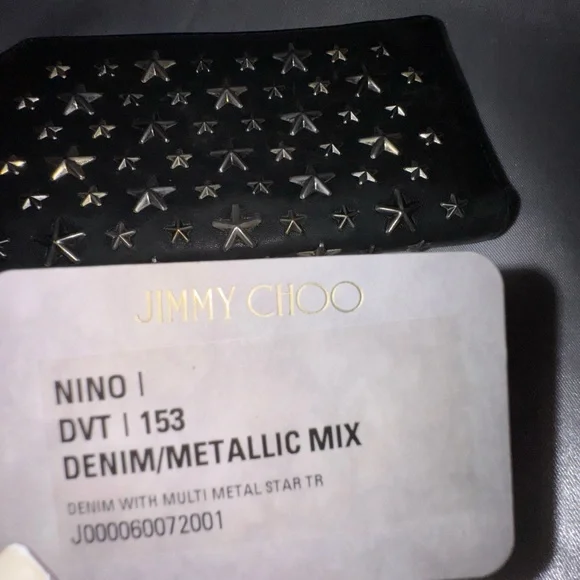 JIMMY CHOO
NINO |
DVT | 153
DENIM/METALLIC MIX
DENIM WITH MULTI METAL STAR TR
J000060072001